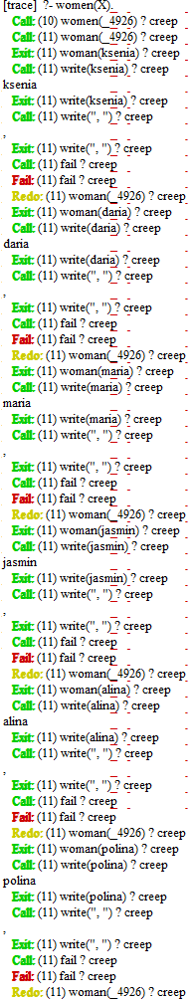 [trace]  ?- women(X).
Call: (10) women(_4926) ? creep
Call: (11) woman(_4926) ? creep
Exit: (11) woman(ksenia) ? creep
Call: (11) write(ksenia) ? creep
ksenia
Exit: (11) write(ksenia) ? creep
Call: (11) write(", ") ? creep
,
Exit: (11) write(", ") ? creep
Call: (11) fail ? creep
Fail: (11) fail ? creep
Redo: (11) woman(_4926) ? creep
Exit: (11) woman(daria) ? creep
Call: (11) write(daria) ? creep
daria
Exit: (11) write(daria) ? creep
Call: (11) write(", ") ? creep
,
Exit: (11) write(", ") ? creep
Call: (11) fail ? creep
Fail: (11) fail ? creep
Redo: (11) woman(_4926) ? creep
Exit: (11) woman(maria) ? creep
Call: (11) write(maria) ? creep
maria
Exit: (11) write(maria) ? creep
Call: (11) write(", ") ? creep
,
Exit: (11) write(", ") ? creep
Call: (11) fail ? creep
Fail: (11) fail ? creep
Redo: (11) woman(_4926) ? creep
Exit: (11) woman(jasmin) ? creep
Call: (11) write(jasmin) ? creep
jasmin
Exit: (11) write(jasmin) ? creep
Call: (11) write(", ") ? creep
,
Exit: (11) write(", ") ? creep
Call: (11) fail ? creep
Fail: (11) fail ? creep
Redo: (11) woman(_4926) ? creep
Exit: (11) woman(alina) ? creep
Call: (11) write(alina) ? creep
alina
Exit: (11) write(alina) ? creep
Call: (11) write(", ") ? creep
,
Exit: (11) write(", ") ? creep
Call: (11) fail ? creep
Fail: (11) fail ? creep
Redo: (11) woman(_4926) ? creep
Exit: (11) woman(polina) ? creep
Call: (11) write(polina) ? creep
polina
Exit: (11) write(polina) ? creep
Call: (11) write(", ") ? creep
,
Exit: (11) write(", ") ? creep
Call: (11) fail ? creep
Fail: (11) fail ? creep
Redo: (11) woman(_4926) ? creep